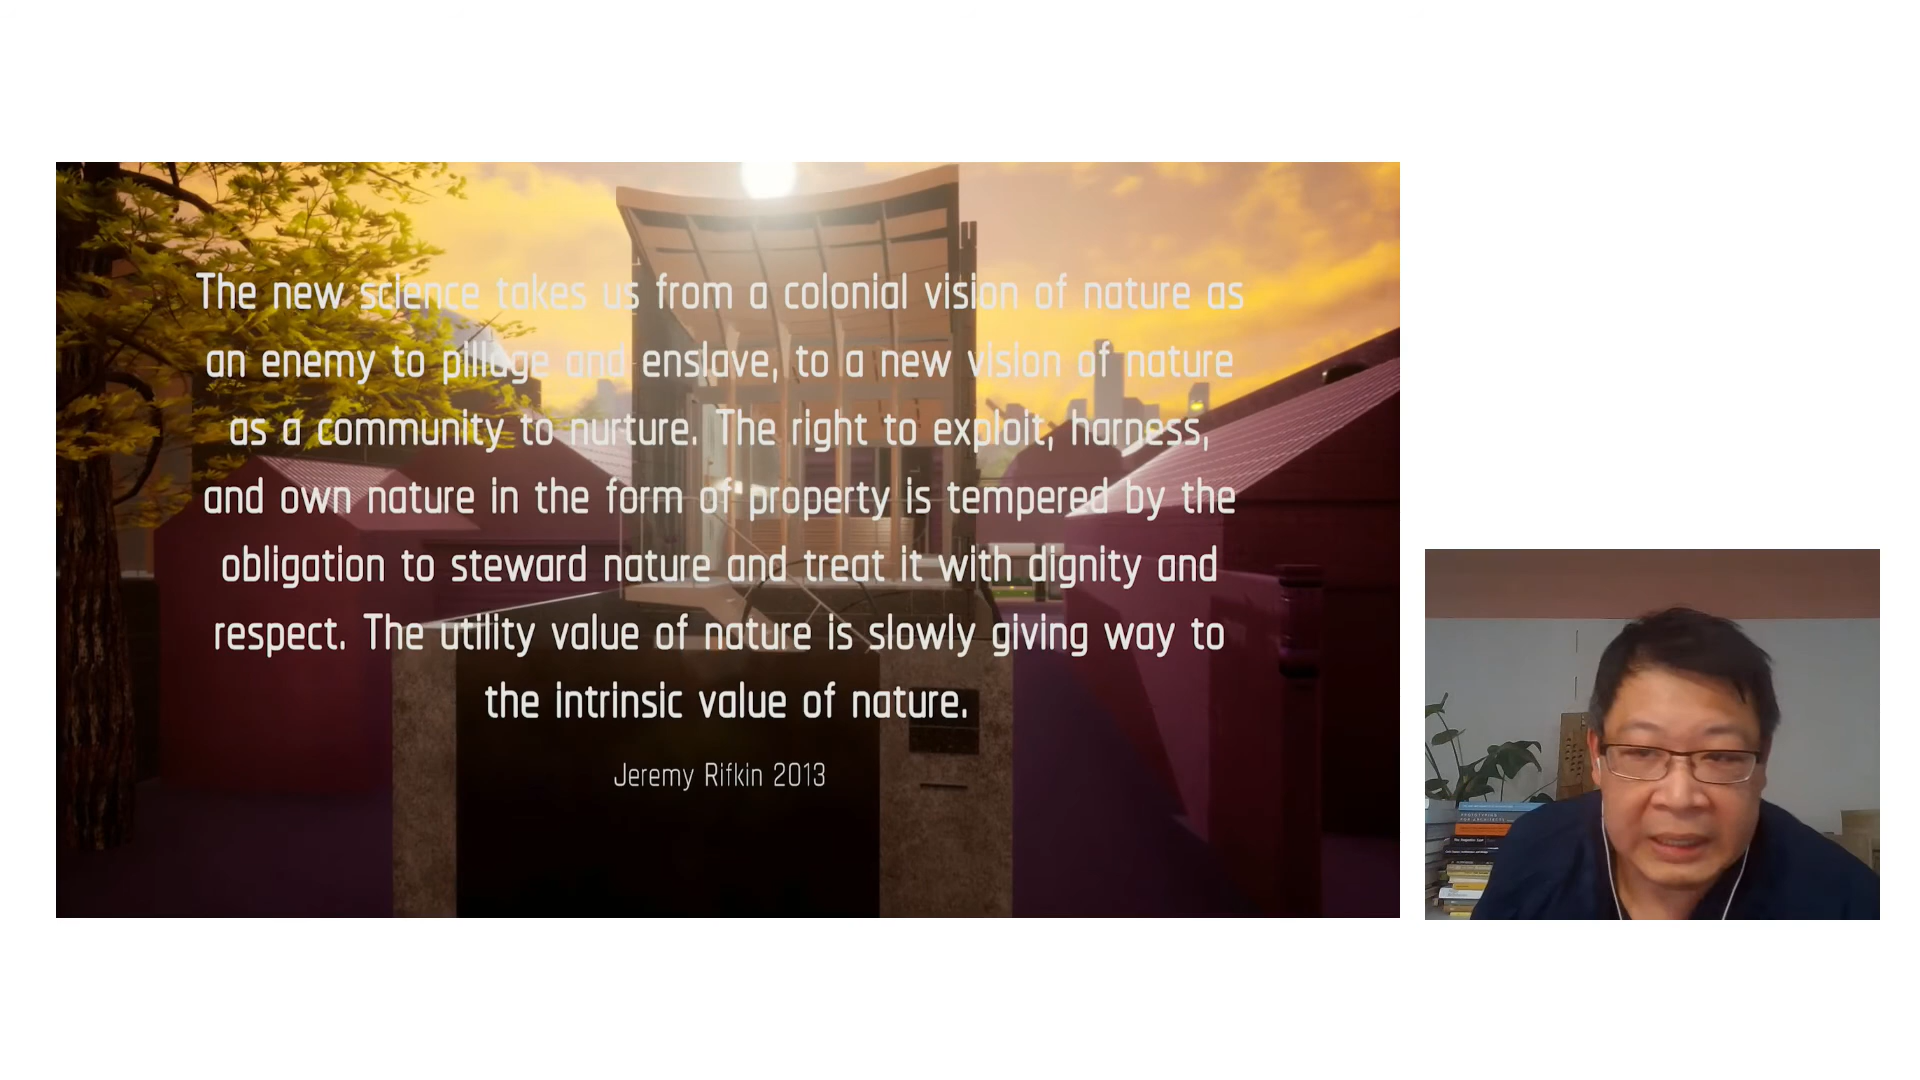 The new science takes us from a colonial vision of nature as
an enemy to pillage and enslave, to a new vision of nature
as a community to nurture. The right to exploit, harness,
and own nature in the form of property is tempered by the
obligation to steward nature and treat it with dignity and
respect. The utility value of nature is slowly giving way to
the intrinsic value of nature.
Jeremy Rifkin 2013